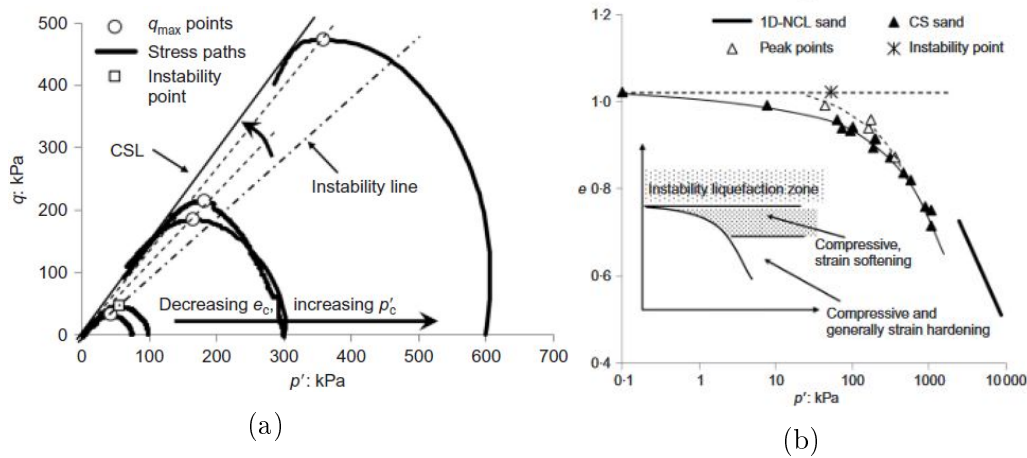 500
400
300
200
100
0
q: kPa
q_max points
Stress paths
Instability
point
CSL
Instability line
Decreasing e_c, increasing p′_c
0 100 200 300 400 500 600 700
p′: kPa
(a)
1·2
1·0
0·8
0·6
0·4
e
1D-NCL sand
CS sand
Peak points
Instability point
Instability liquefaction zone
Compressive,
strain softening
Compressive and
generally strain hardening
0·1 1 10 100 1000 10 000
p′: kPa
(b)